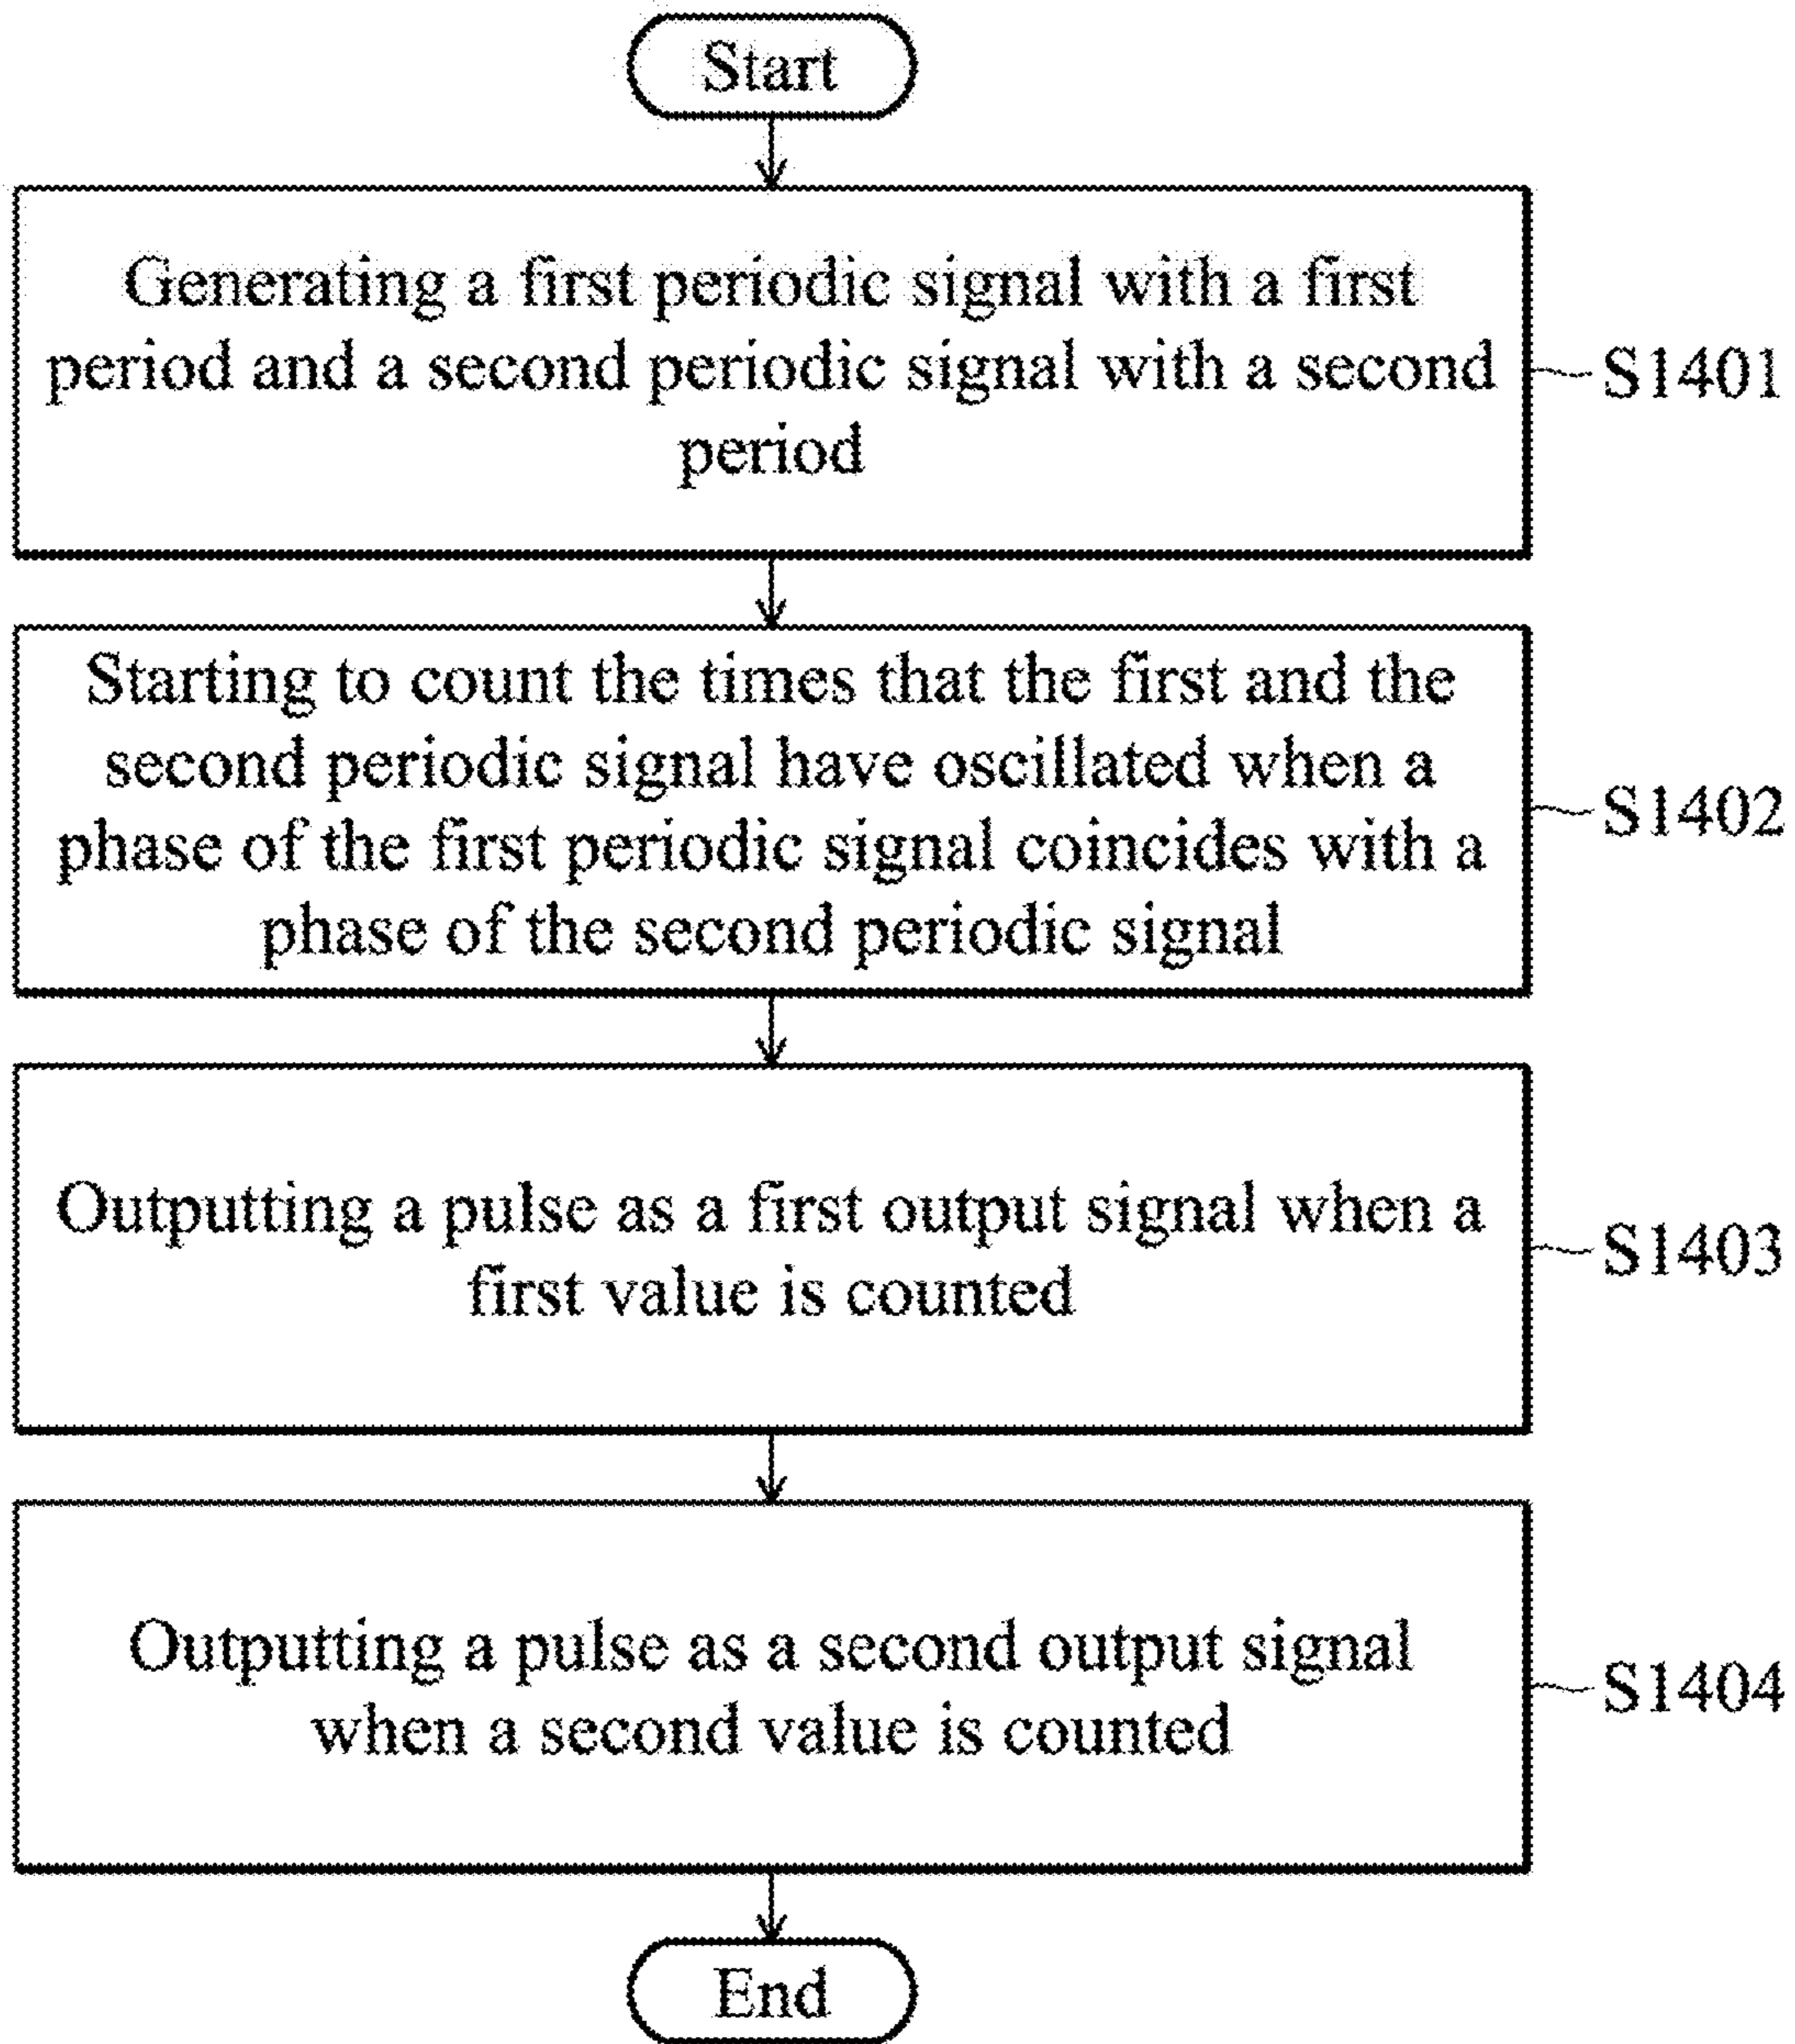 Start
Generating a first periodic signal with a first
period and a second periodic signal with a second
period
S1401
Starting to count the times that the first and the
second periodic signal have oscillated when a
phase of the first periodic signal coincides with a
phase of the second periodic signal
S1402
Outputting a pulse as a first output signal when a
first value is counted
S1403
Outputting a pulse as a second output signal
when a second value is counted
S1404
End